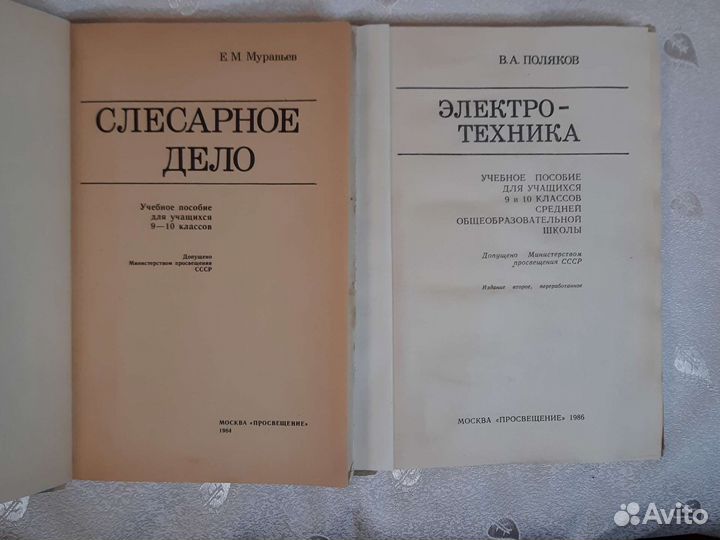 Е. М. Муравьев
СЛЕСАРНОЕ
ДЕЛО
Учебное пособие
для учащихся
9—10 классов
Допущено
Министерством просвещения
СССР
МОСКВА «ПРОСВЕЩЕНИЕ»
1984
В. А. ПОЛЯКОВ
ЭЛЕКТРО-
ТЕХНИКА
УЧЕБНОЕ ПОСОБИЕ
ДЛЯ УЧАЩИХСЯ
9 и 10 КЛАССОВ
СРЕДНЕЙ
ОБЩЕОБРАЗОВАТЕЛЬНОЙ
ШКОЛЫ
Допущено Министерством
просвещения СССР
Издание второе, переработанное
МОСКВА «ПРОСВЕЩЕНИЕ» 1986
Avito